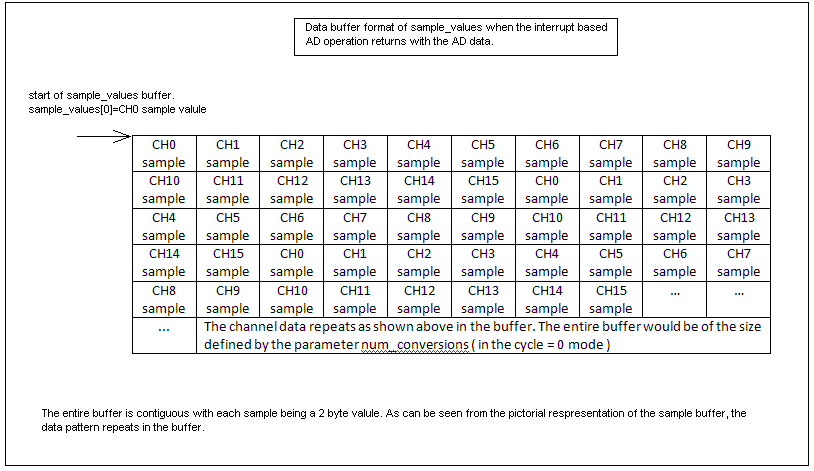 Data buffer format of sample_values when the interrupt based
AD operation returns with the AD data.
start of sample_values buffer.
sample_values[0]=CH0 sample valule
CH0 CH1 CH2 CH3 CH4 CH5 CH6 CH7 CH8 CH9
sample sample sample sample sample sample sample sample sample sample
CH10 CH11 CH12 CH13 CH14 CH15 CH0 CH1 CH2 CH3
sample sample sample sample sample sample sample sample sample sample
CH4 CH5 CH6 CH7 CH8 CH9 CH10 CH11 CH12 CH13
sample sample sample sample sample sample sample sample sample sample
CH14 CH15 CH0 CH1 CH2 CH3 CH4 CH5 CH6 CH7
sample sample sample sample sample sample sample sample sample sample
CH8 CH9 CH10 CH11 CH12 CH13 CH14 CH15 ... ...
sample sample sample sample sample sample sample sample
... The channel data repeats as shown above in the buffer. The entire buffer would be of the size
defined by the parameter num_conversions ( in the cycle = 0 mode )
The entire buffer is contiguous with each sample being a 2 byte valule. As can be seen from the pictorial respresentation of the sample buffer, the
data pattern repeats in the buffer.